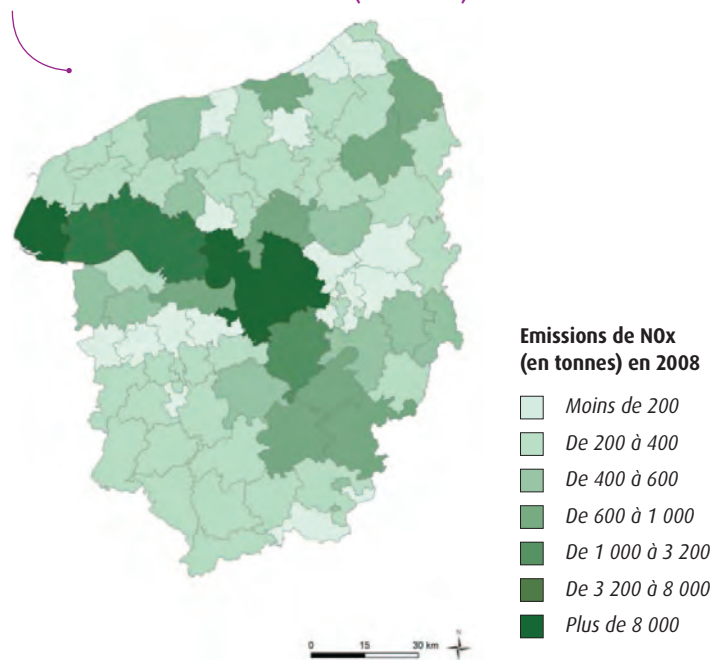 Emissions de NOx
(en tonnes) en 2008
Moins de 200
De 200 à 400
De 400 à 600
De 600 à 1 000
De 1 000 à 3 200
De 3 200 à 8 000
Plus de 8 000
0 15 30 km
N